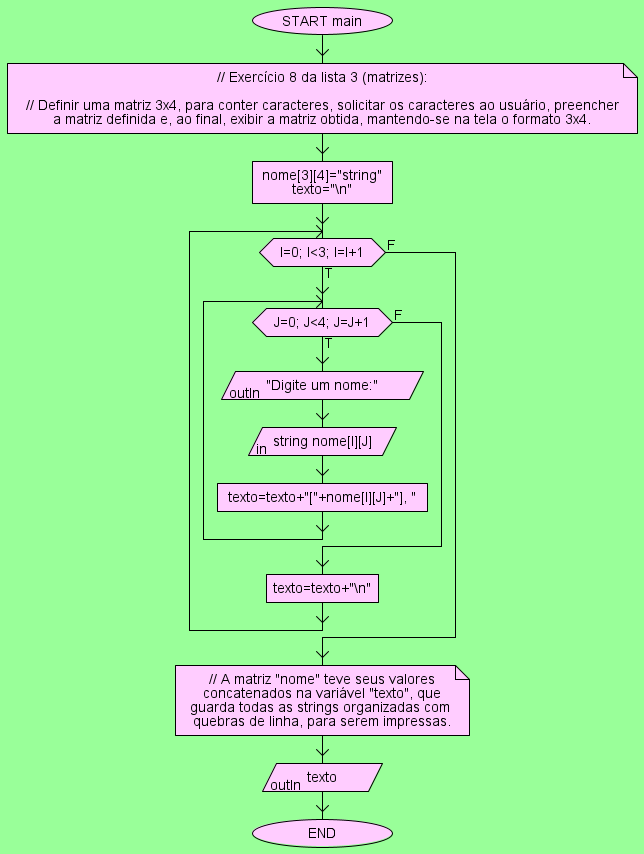 START main
// Exercício 8 da lista 3 (matrizes):
// Definir uma matriz 3x4, para conter caracteres, solicitar os caracteres ao usuário, preencher
a matriz definida e, ao final, exibir a matriz obtida, mantendo-se na tela o formato 3x4.
nome[3][4]="string"
texto="\n"
I=0; I<3; I=I+1
F
T
J=0; J<4; J=J+1
F
T
"Digite um nome:"
outln
string nome[I][J]
in
texto=texto+"["+nome[I][J]+"], "
texto=texto+"\n"
// A matriz "nome" teve seus valores
concatenados na variável "texto", que
guarda todas as strings organizadas com
quebras de linha, para serem impressas.
texto
outln
END